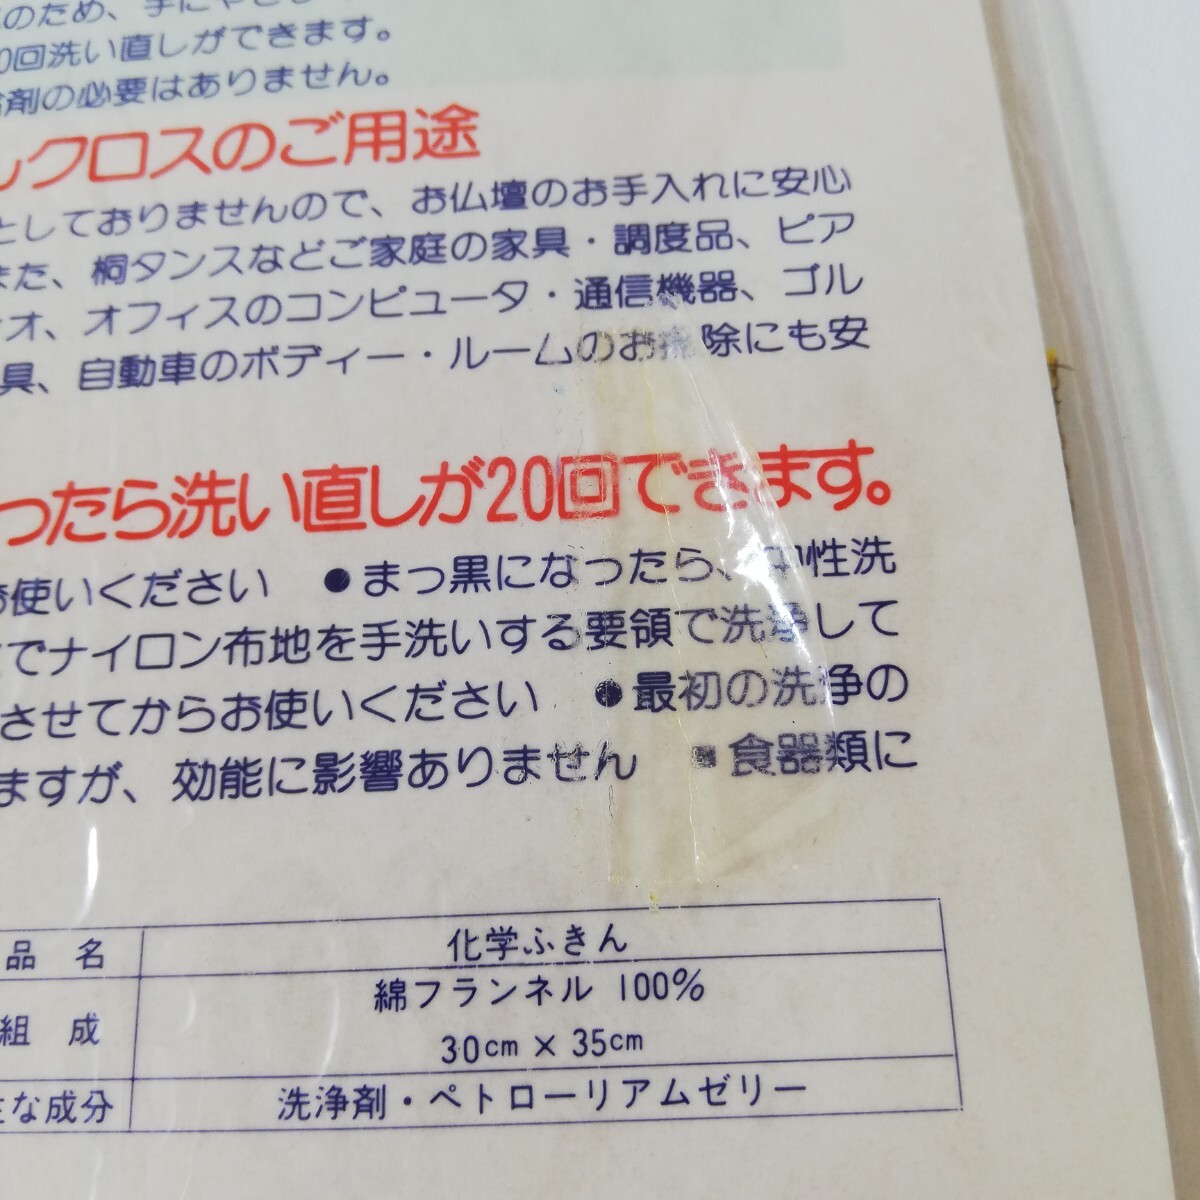 のため、手にやさし
0回洗い直しができます。
剤の必要はありません。
クロスのご用途
としておりませんので、お仏壇のお手入れに安心
また、桐タンスなどご家庭の家具・調度品、ピア
オ、オフィスのコンピュータ・通信機器、ゴル
具、自動車のボディー・ルームのお掃除にも安
つたら洗い直しが20回できます。
お使いください ●まっ黒になったら、中性洗
でナイロン布地を手洗いする要領で洗浄して
させてからお使いください ●最初の洗浄の
ますが、効能に影響ありません ■食器類に
品名 化学ふきん
組成 綿フランネル 100%
30cm×35cm
主な成分 洗浄剤・ペトローリアムゼリー